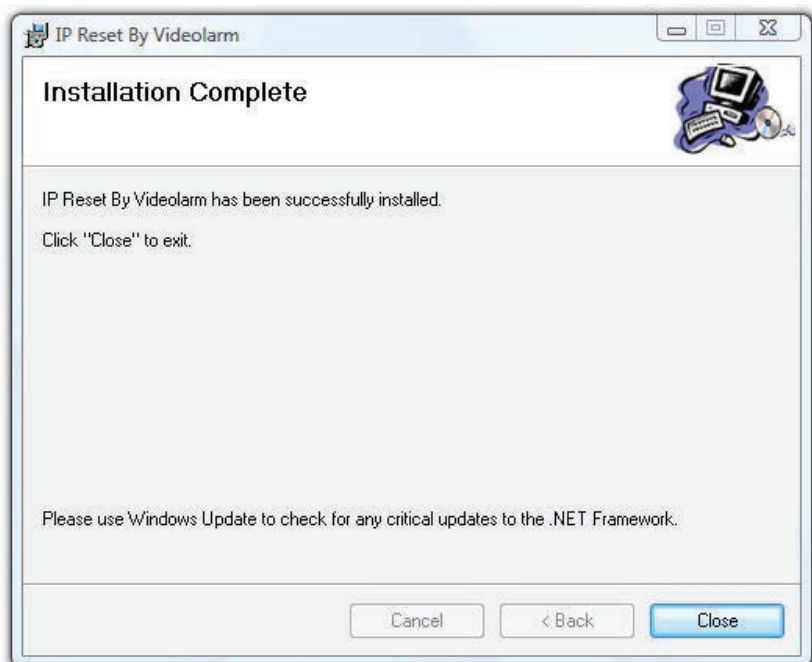 IP Reset By Videolarm
Installation Complete
IP Reset By Videolarm has been successfully installed.
Click "Close" to exit.
Please use Windows Update to check for any critical updates to the .NET Framework.
Cancel
< Back
Close